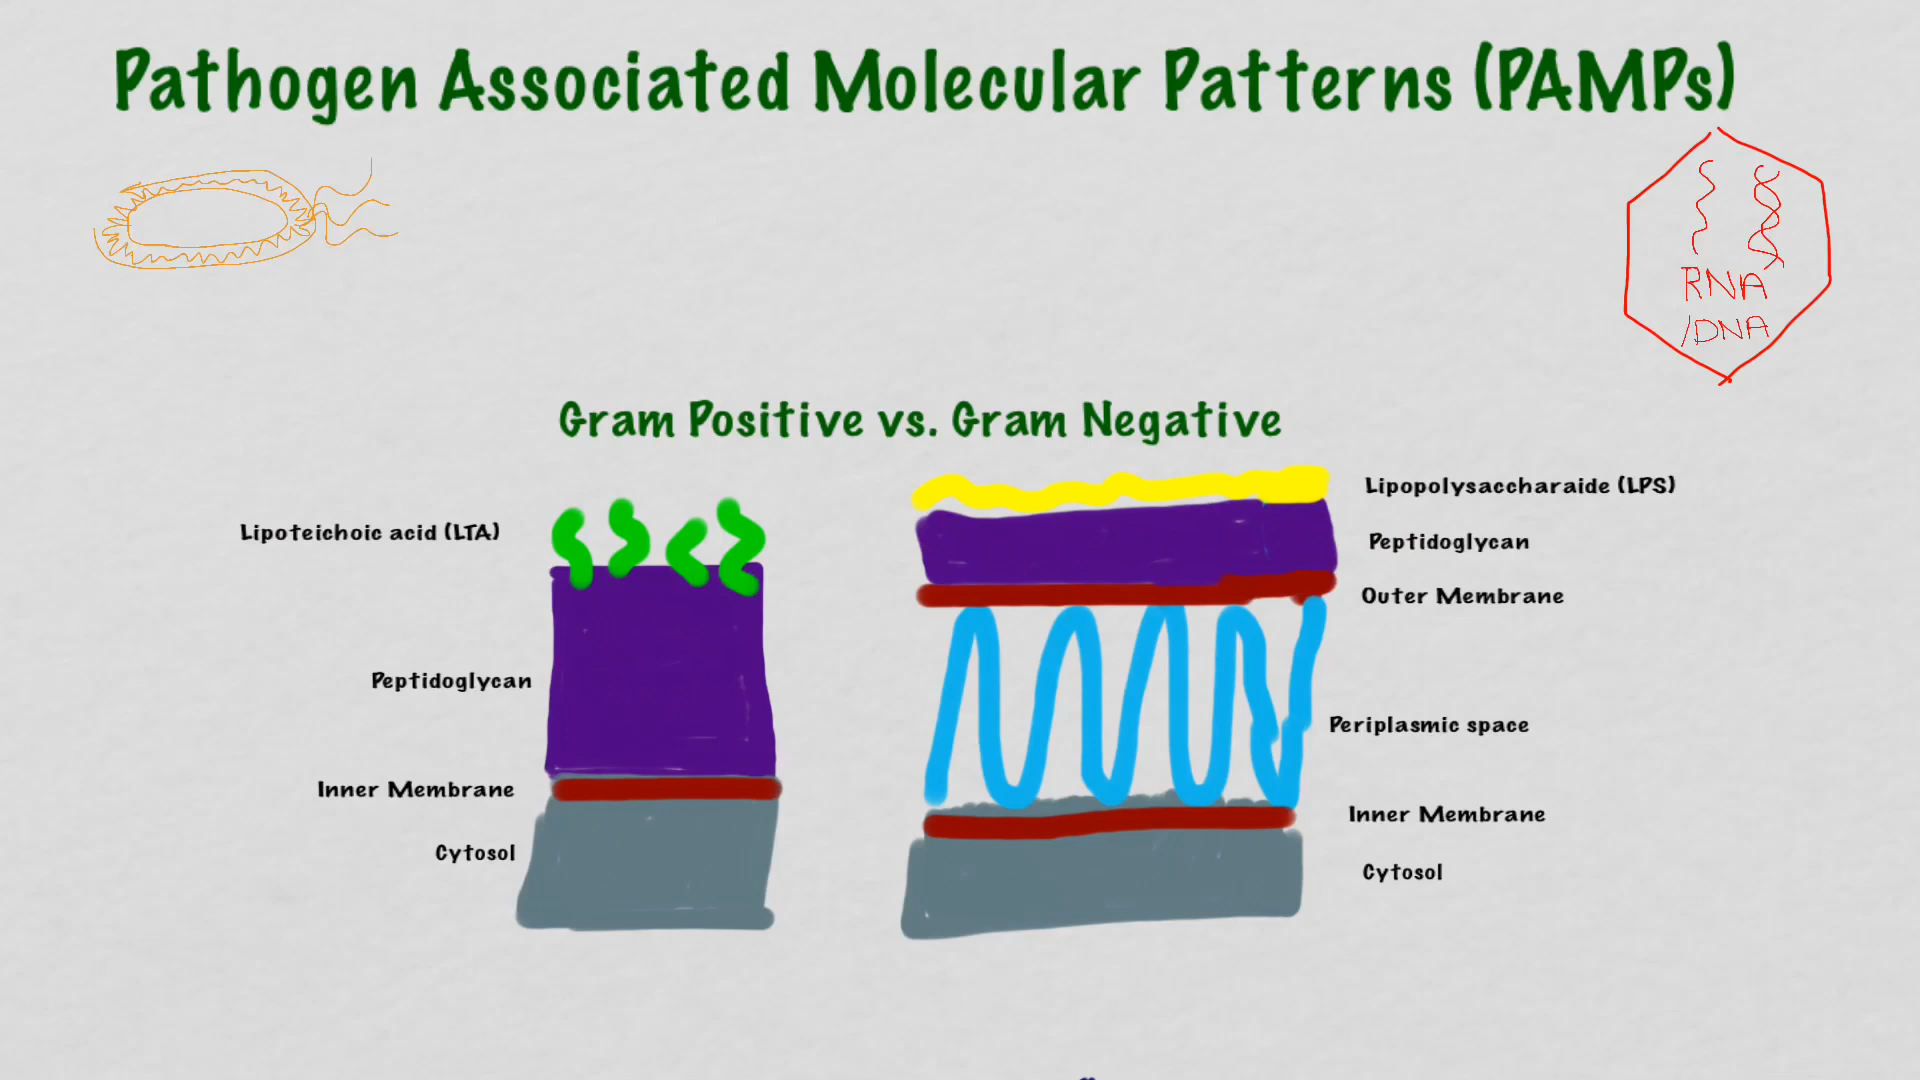 Pathogen Associated Molecular Patterns (PAMPs)
RNA
/DNA
Gram Positive vs. Gram Negative
Lipoteichoic acid (LTA)
Peptidoglycan
Inner Membrane
Cytosol
Lipopolysaccharaide (LPS)
Peptidoglycan
Outer Membrane
Periplasmic space
Inner Membrane
Cytosol